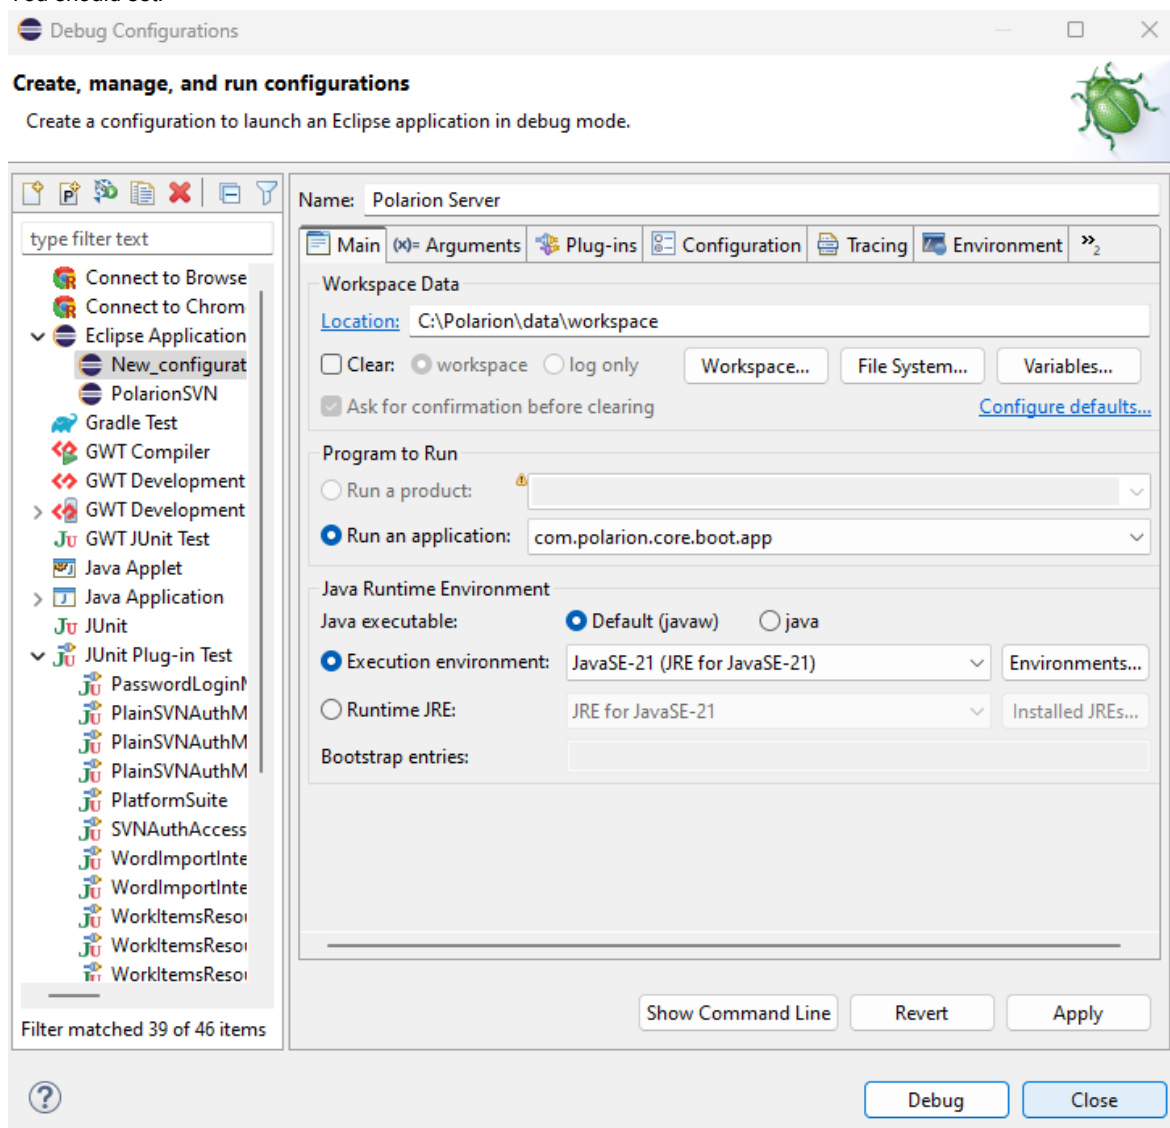 Debug Configurations
Create, manage, and run configurations
Create a configuration to launch an Eclipse application in debug mode.
type filter text
Connect to Browse
Connect to Chrom
Eclipse Application
New_configurat
PolarionSVN
Gradle Test
GWT Compiler
GWT Development
GWT Development
GWT JUnit Test
Java Applet
Java Application
JUnit
JUnit Plug-in Test
PasswordLogin
PlainSVNAuthM
PlainSVNAuthM
PlainSVNAuthM
PlatformSuite
SVNAuthAccess
WordImportInte
WordImportInte
WorkItemsResou
WorkItemsResou
WorkItemsResou
Filter matched 39 of 46 items
Name: Polarion Server
Main (x)= Arguments Plug-ins Configuration Tracing Environment »2
Workspace Data
Location: C:\Polarion\data\workspace
Clear: workspace log only Workspace... File System... Variables...
Ask for confirmation before clearing Configure defaults...
Program to Run
Run a product:
Run an application: com.polarion.core.boot.app
Java Runtime Environment
Java executable: Default (javaw) java
Execution environment: JavaSE-21 (JRE for JavaSE-21) Environments...
Runtime JRE: JRE for JavaSE-21 Installed JREs...
Bootstrap entries:
Show Command Line Revert Apply
Debug Close